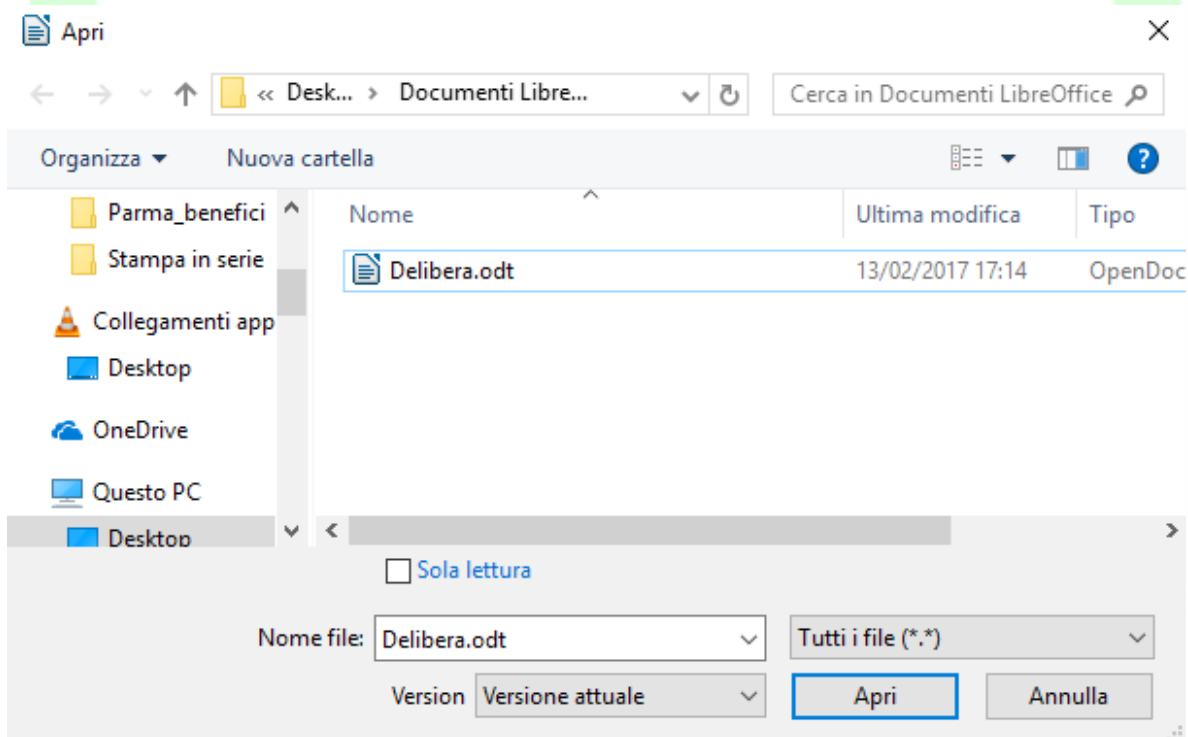 Apri
« Desk... › Documenti Libre... Cerca in Documenti LibreOffice
Organizza Nuova cartella
Parma_benefici
Stampa in serie
Collegamenti app
Desktop
OneDrive
Questo PC
Desktop
Nome Ultima modifica Tipo
Delibera.odt 13/02/2017 17:14 OpenDoc
Sola lettura
Nome file: Delibera.odt Tutti i file (*.*)
Version Versione attuale Apri Annulla